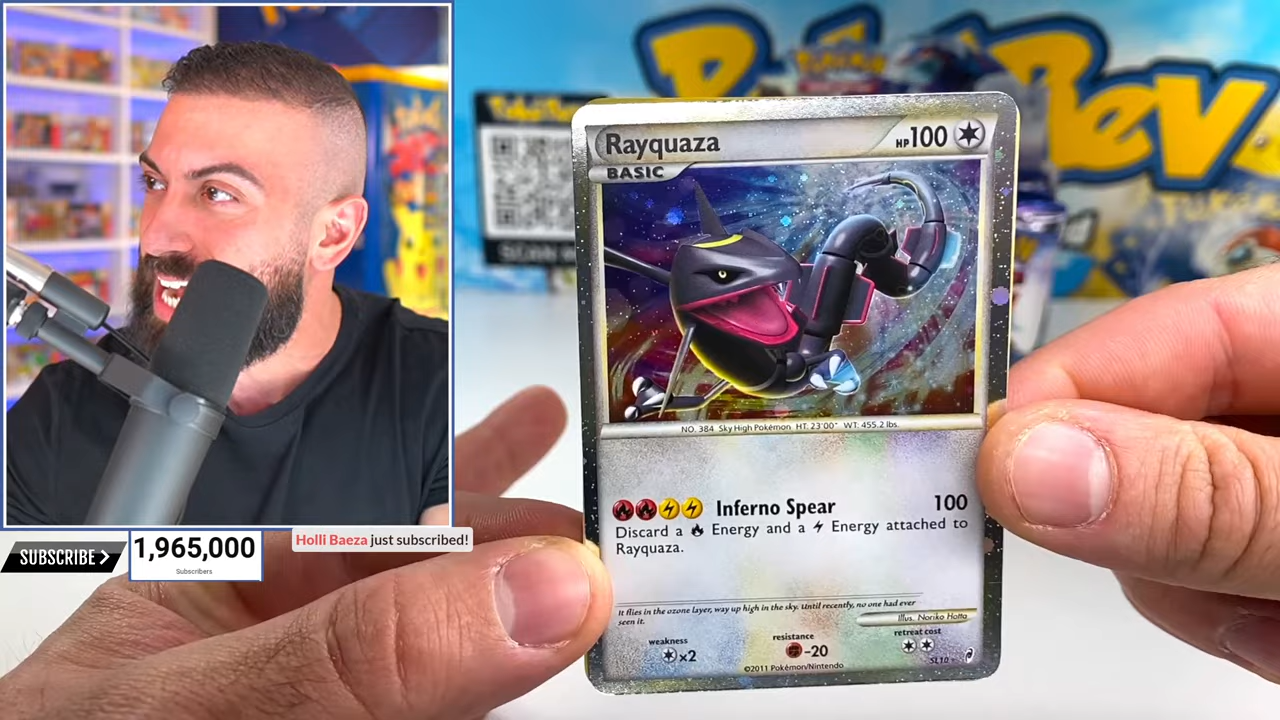 PokéRev
PokéRev
SCAN
Rayquaza
HP100
BASIC
NO. 384 Sky High Pokémon HT: 23'00" WT: 455.2 lbs.
Inferno Spear 100
Discard a Energy and a Energy attached to
Rayquaza.
It flies in the ozone layer, way up high in the sky. Until recently, no one had ever
seen it.
Illus. Noriko Hotta
weakness resistance retreat cost
×2 -20
©2011 Pokémon/Nintendo
SL10
SUBSCRIBE
1,965,000
Subscribers
Holli Baeza just subscribed!